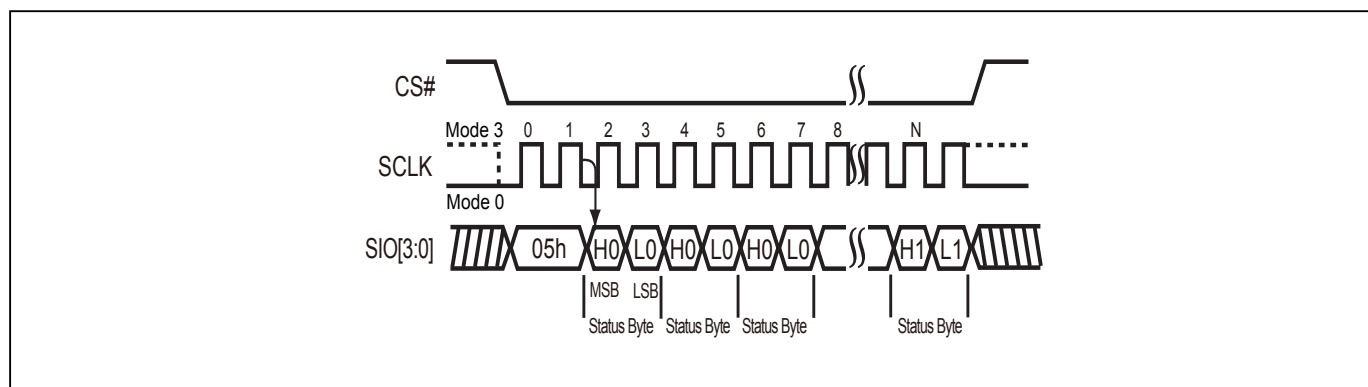 CS#
Mode 3 0 1 2 3 4 5 6 7 8 N
SCLK
Mode 0
SIO[3:0] 05h H0 L0 H0 L0 H0 L0 H1 L1
MSB LSB
Status Byte Status Byte Status Byte Status Byte